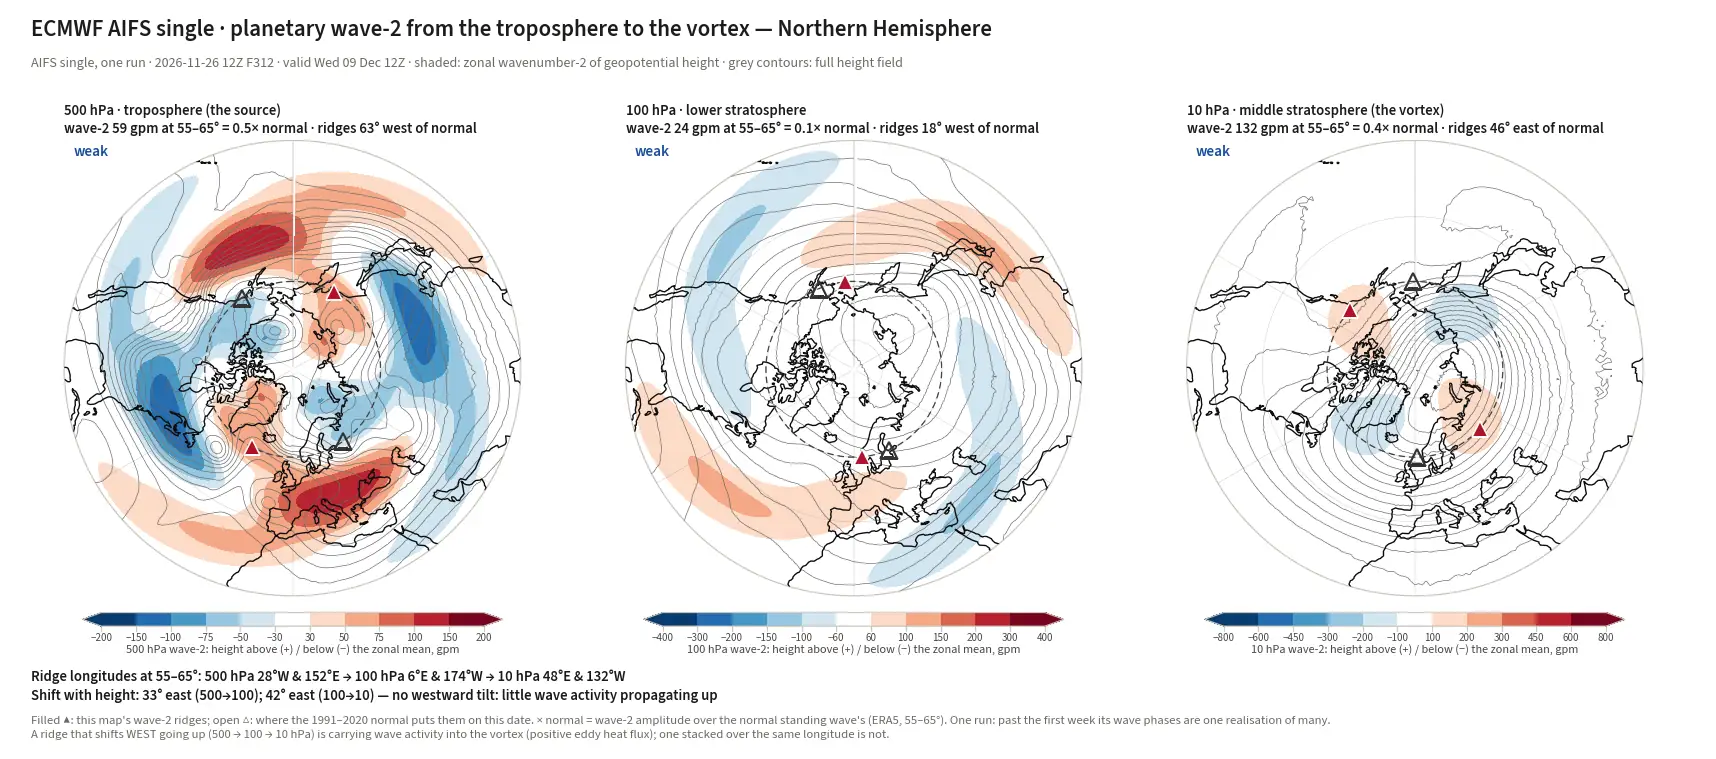 ECMWF AIFS single · planetary wave-2 from the troposphere to the vortex — Northern Hemisphere
AIFS single, one run · 2026-11-26 12Z F312 · valid Wed 09 Dec 12Z · shaded: zonal wavenumber-2 of geopotential height · grey contours: full height field
500 hPa · troposphere (the source)
wave-2 59 gpm at 55–65° = 0.5× normal · ridges 63° west of normal
weak
100 hPa · lower stratosphere
wave-2 24 gpm at 55–65° = 0.1× normal · ridges 18° west of normal
weak
10 hPa · middle stratosphere (the vortex)
wave-2 132 gpm at 55–65° = 0.4× normal · ridges 46° east of normal
weak
−200 −150 −100 −75 −50 −30 30 50 75 100 150 200
500 hPa wave-2: height above (+) / below (−) the zonal mean, gpm
−400 −300 −200 −150 −100 −60 60 100 150 200 300 400
100 hPa wave-2: height above (+) / below (−) the zonal mean, gpm
−800 −600 −450 −300 −200 −100 100 200 300 450 600 800
10 hPa wave-2: height above (+) / below (−) the zonal mean, gpm
Ridge longitudes at 55–65°: 500 hPa 28°W & 152°E → 100 hPa 6°E & 174°W → 10 hPa 48°E & 132°W
Shift with height: 33° east (500→100); 42° east (100→10) — no westward tilt: little wave activity propagating up
Filled ▲: this map's wave-2 ridges; open △: where the 1991–2020 normal puts them on this date. × normal = wave-2 amplitude over the normal standing wave's (ERA5, 55–65°). One run: past the first week its wave phases are one realisation of many.
A ridge that shifts WEST going up (500 → 100 → 10 hPa) is carrying wave activity into the vortex (positive eddy heat flux); one stacked over the same longitude is not.